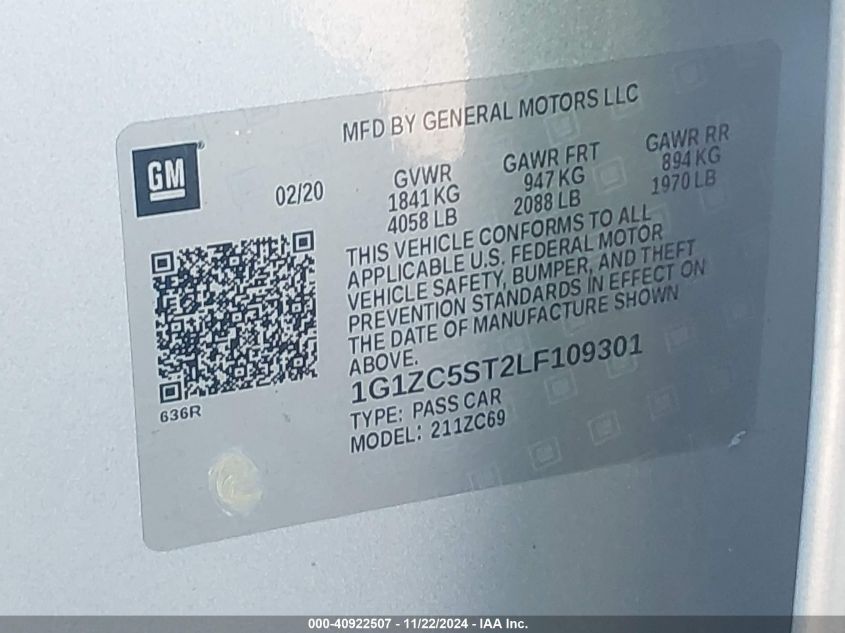 MFD BY GENERAL MOTORS LLC
GM®
02/20
GVWR
1841 KG
4058 LB
GAWR FRT
947 KG
2088 LB
GAWR RR
894 KG
1970 LB
THIS VEHICLE CONFORMS TO ALL
APPLICABLE U.S. FEDERAL MOTOR
VEHICLE SAFETY, BUMPER, AND THEFT
PREVENTION STANDARDS IN EFFECT ON
THE DATE OF MANUFACTURE SHOWN
ABOVE.
1G1ZC5ST2LF109301
636R
TYPE: PASS CAR
MODEL: 211ZC69
000-40922507 - 11/22/2024 - IAA Inc.